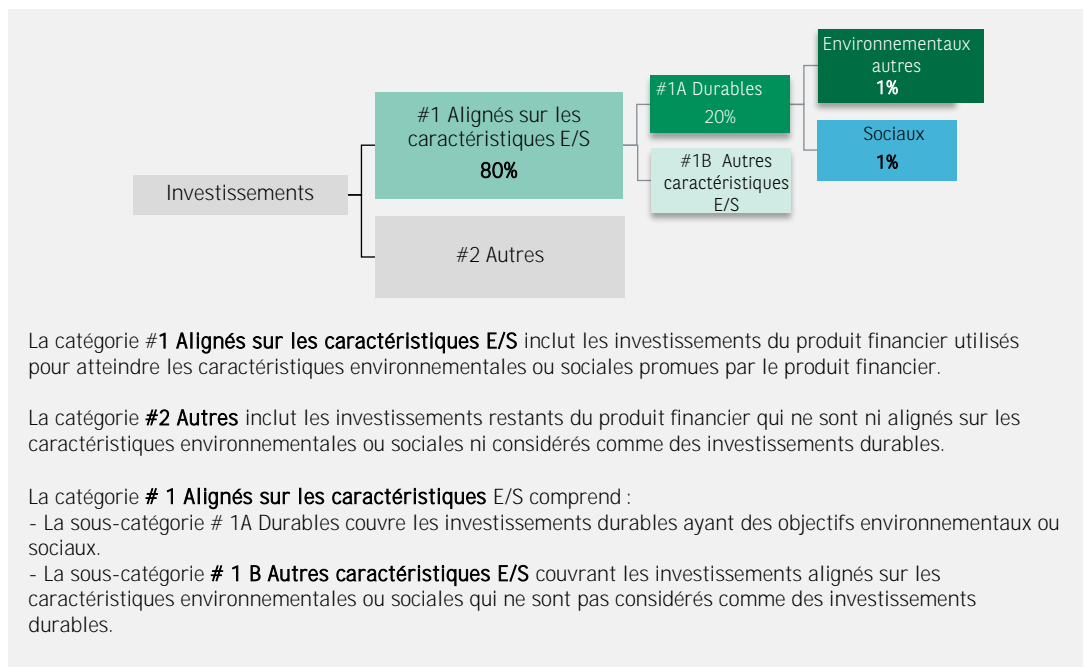 Environnementaux
autres
1%
#1A Durables
20%
#1 Alignés sur les
caractéristiques E/S
80%
Sociaux
1%
#1B Autres
caractéristiques
E/S
Investissements
#2 Autres
La catégorie #1 Alignés sur les caractéristiques E/S inclut les investissements du produit financier utilisés
pour atteindre les caractéristiques environnementales ou sociales promues par le produit financier.
La catégorie #2 Autres inclut les investissements restants du produit financier qui ne sont ni alignés sur les
caractéristiques environnementales ou sociales ni considérés comme des investissements durables.
La catégorie # 1 Alignés sur les caractéristiques E/S comprend :
- La sous-catégorie # 1A Durables couvre les investissements durables ayant des objectifs environnementaux ou
sociaux.
- La sous-catégorie # 1 B Autres caractéristiques E/S couvrant les investissements alignés sur les
caractéristiques environnementales ou sociales qui ne sont pas considérés comme des investissements
durables.